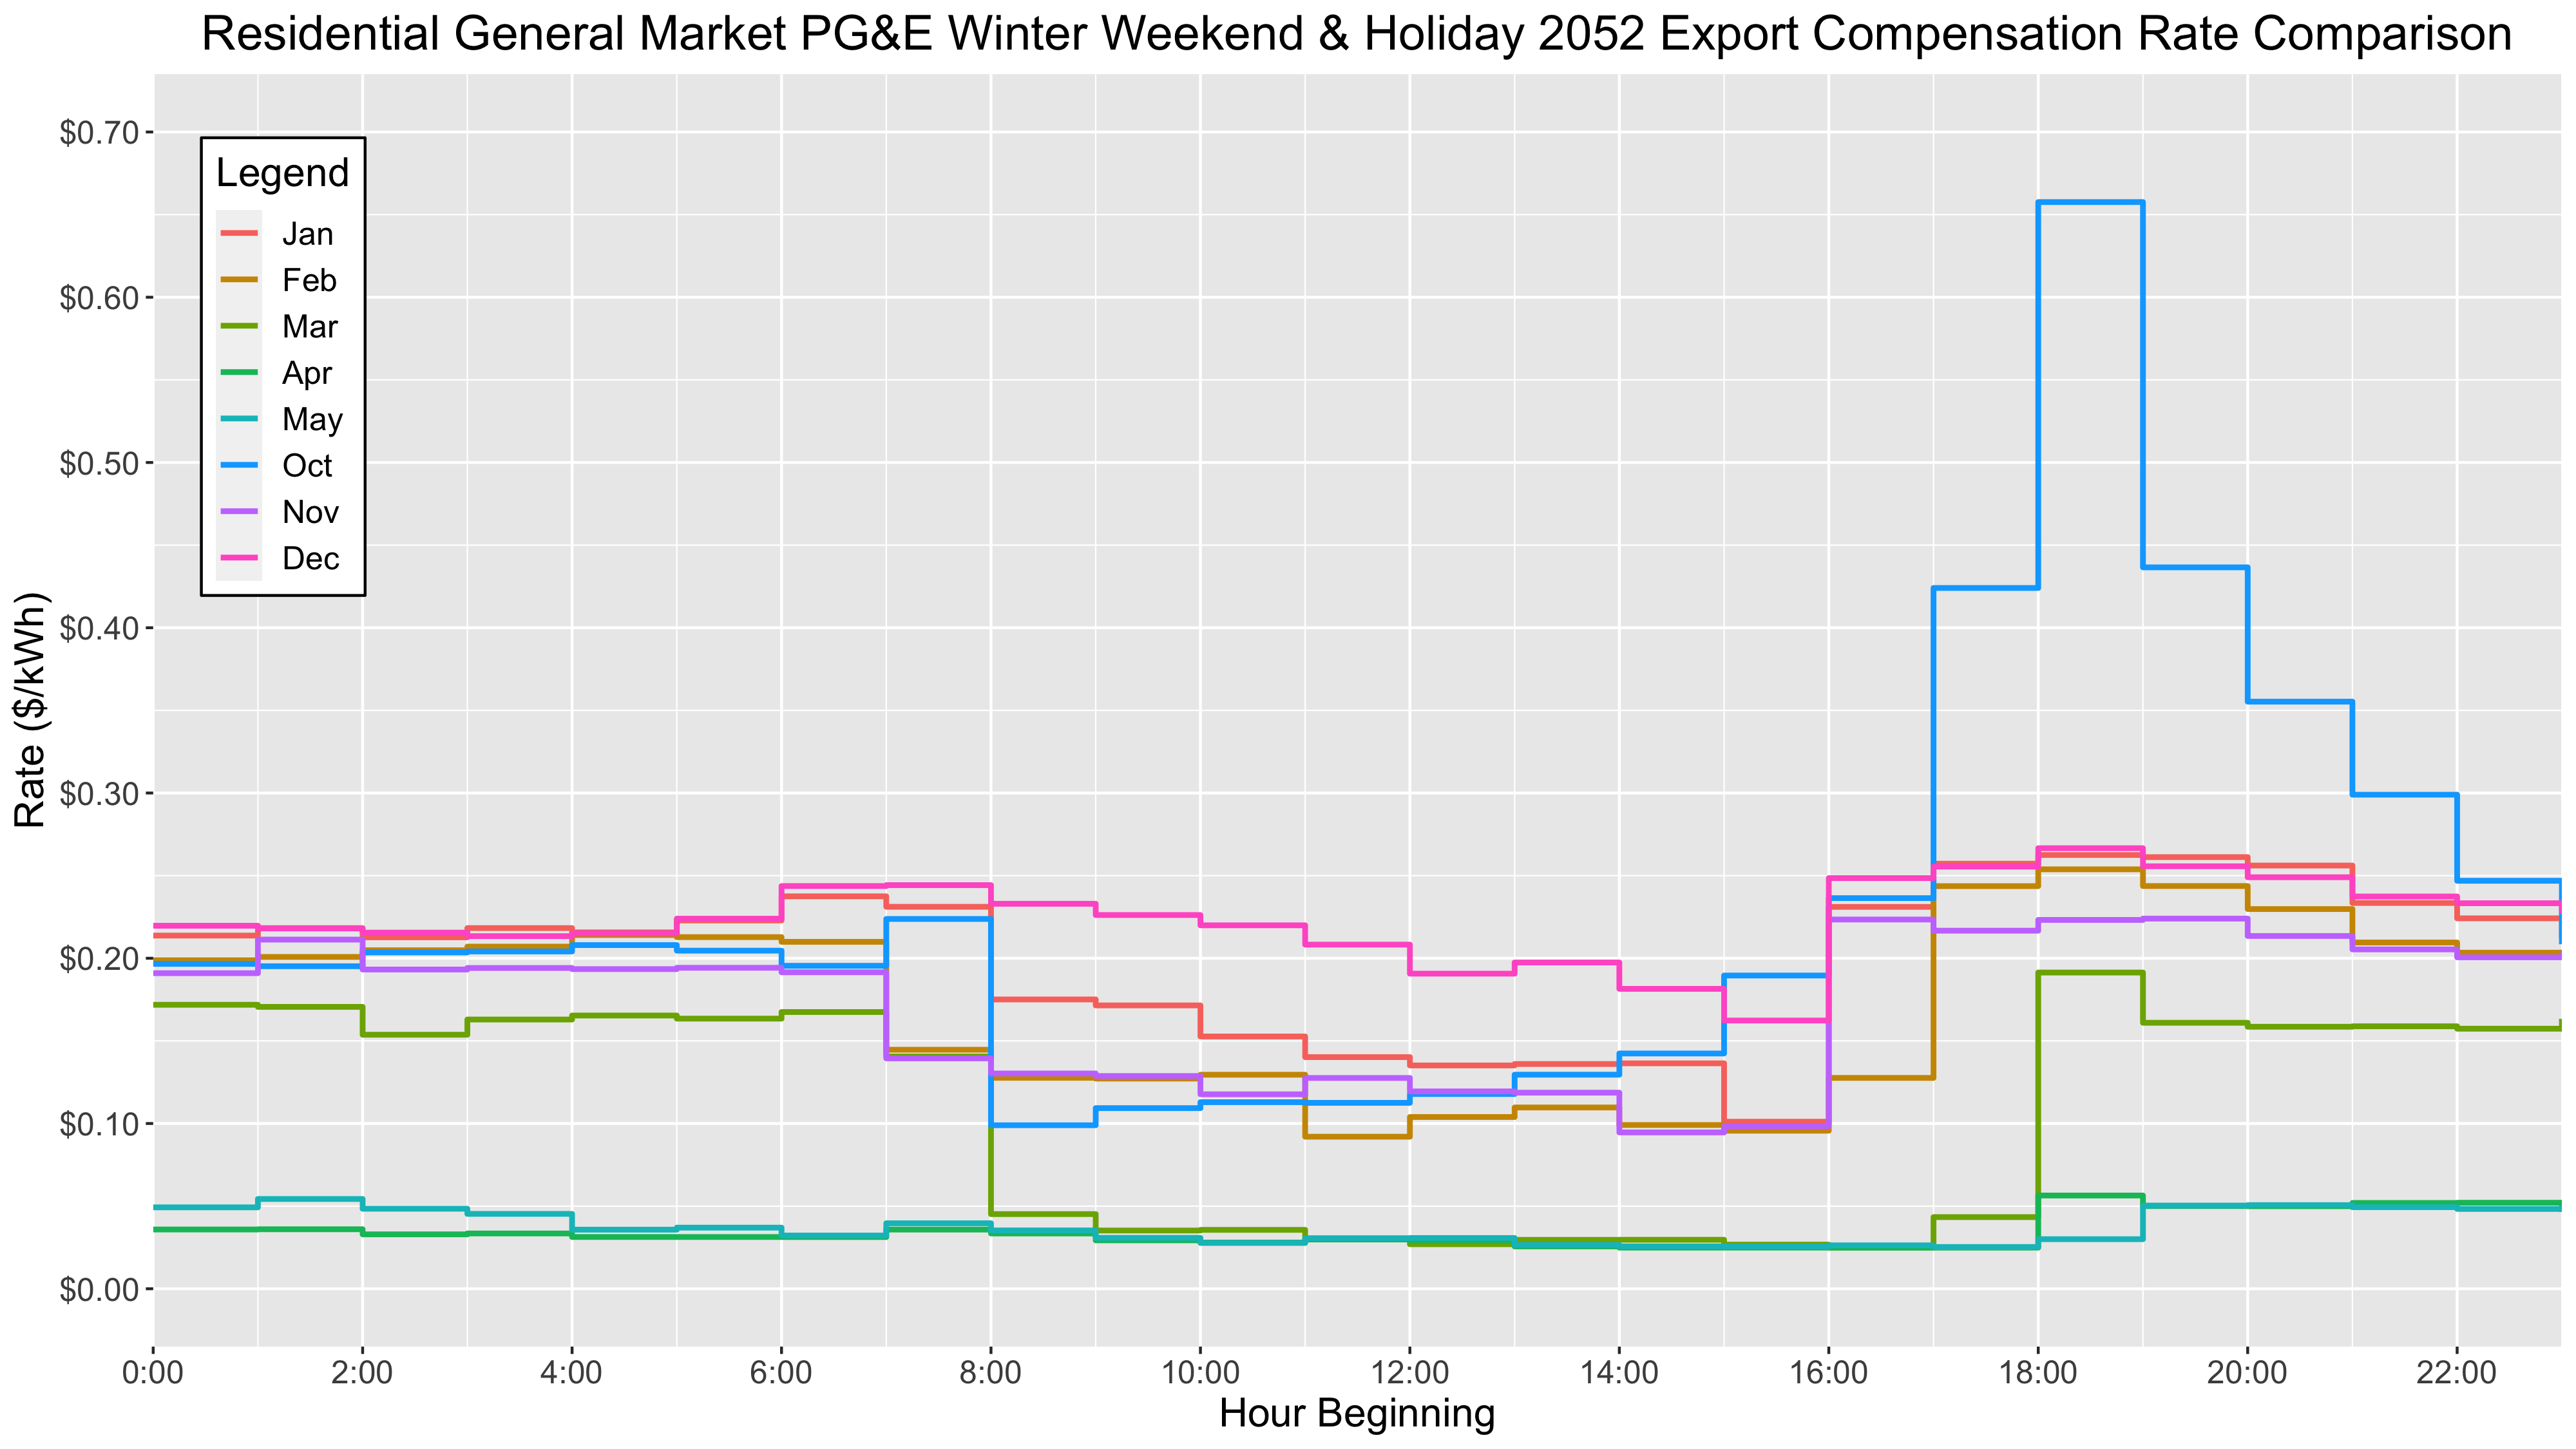 Residential General Market PG&E Winter Weekend & Holiday 2052 Export Compensation Rate Comparison
$0.70
$0.60
$0.50
$0.40
$0.30
$0.20
$0.10
$0.00
Rate ($/kWh)
Legend
Jan
Feb
Mar
Apr
May
Oct
Nov
Dec
0:00 2:00 4:00 6:00 8:00 10:00 12:00 14:00 16:00 18:00 20:00 22:00
Hour Beginning